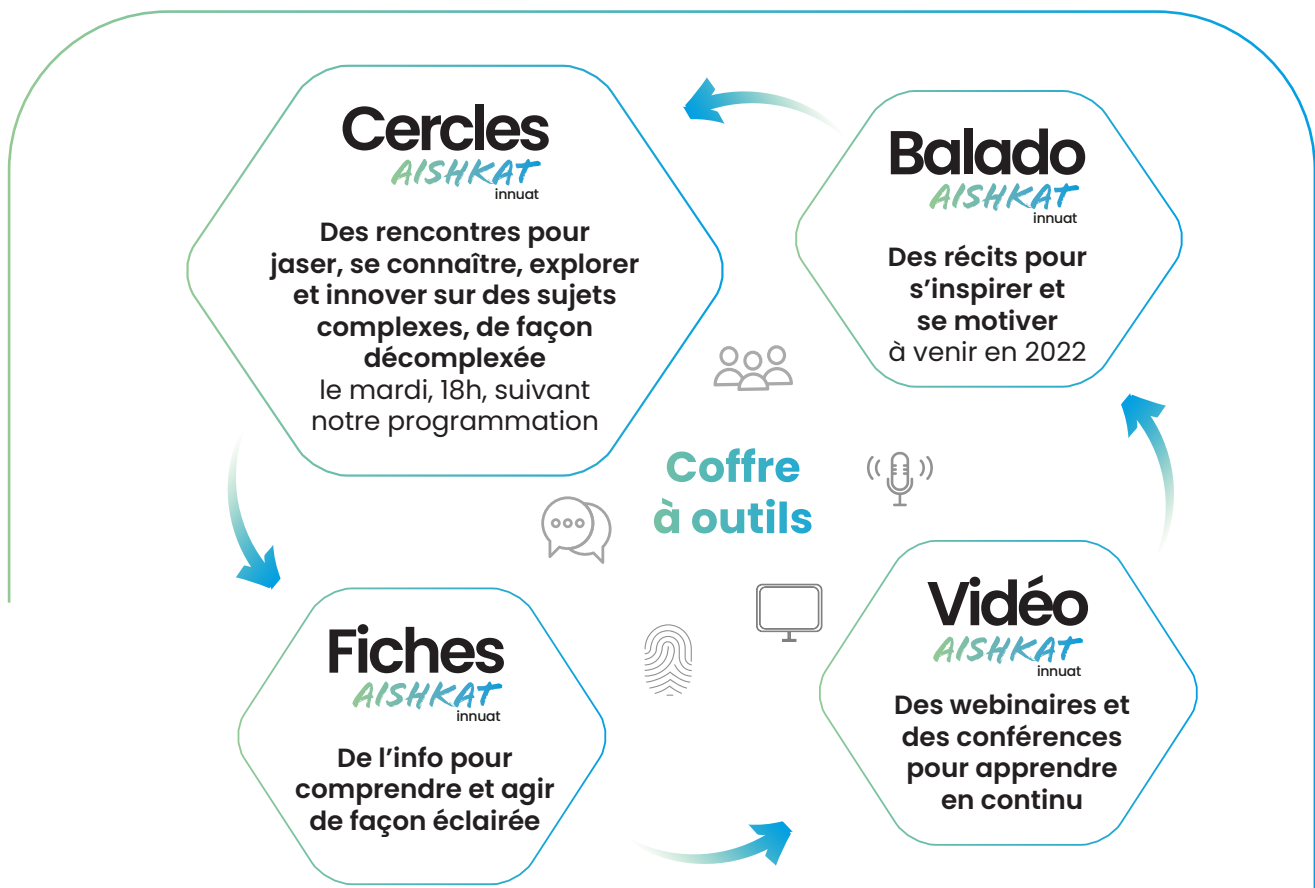 Cercles
AISHKAT
innuat
Des rencontres pour
jaser, se connaître, explorer
et innover sur des sujets
complexes, de façon
décomplexée
le mardi, 18h, suivant
notre programmation
Balado
AISHKAT
innuat
Des récits pour
s’inspirer et
se motiver
à venir en 2022
Coffre
à outils
Fiches
AISHKAT
innuat
De l’info pour
comprendre et agir
de façon éclairée
Vidéo
AISHKAT
innuat
Des webinaires et
des conférences
pour apprendre
en continu